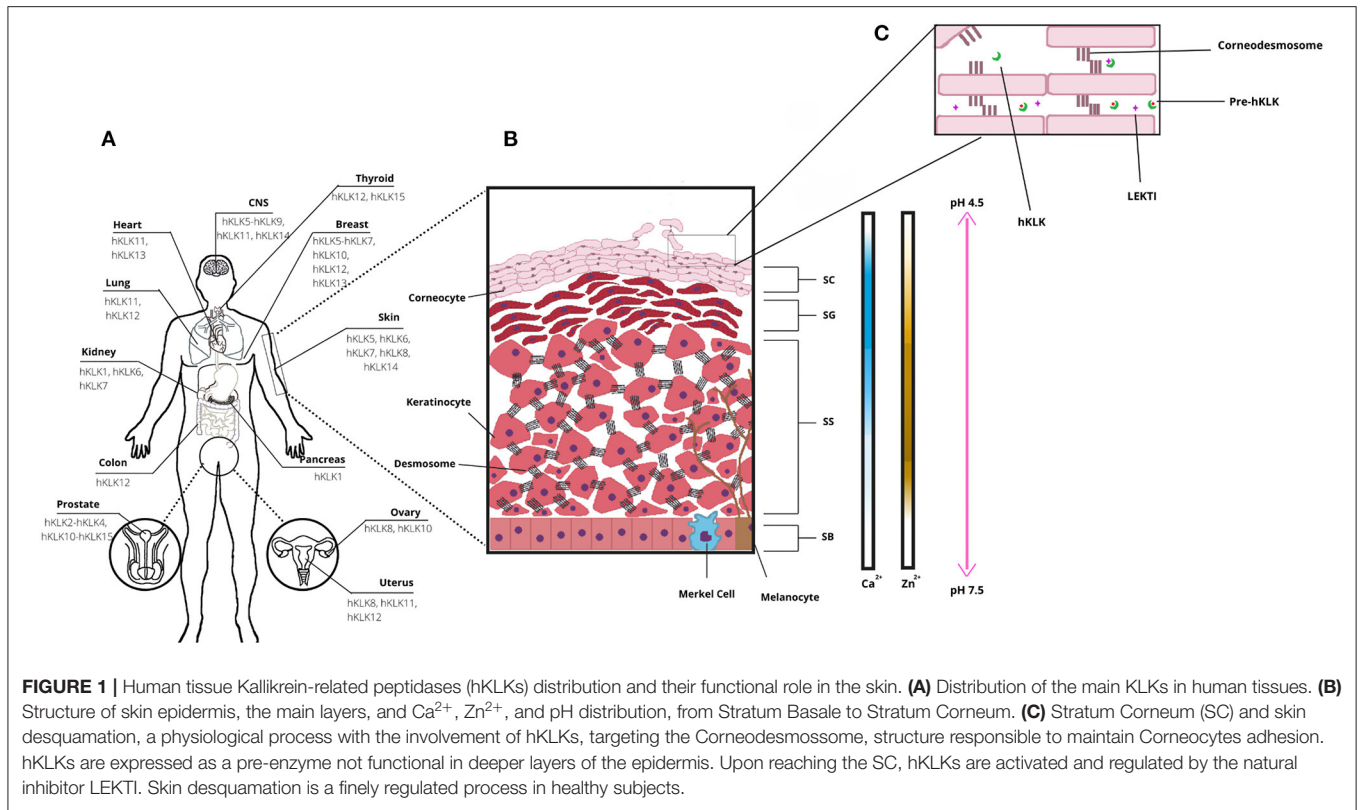 A
Thyroid
hKLK12, hKLK15
CNS
hKLK5-hKLK9,
hKLK11, hKLK14
Heart
hKLK11,
hKLK13
Breast
hKLK5-hKLK7,
hKLK10,
hKLK12,
hKLK13
Lung
hKLK11,
hKLK12
Skin
hKLK5, hKLK6,
hKLK7, hKLK8,
hKLK14
Kidney
hKLK1, hKLK6,
hKLK7
Colon
hKLK12
Pancreas
hKLK1
Prostate
hKLK2-hKLK4,
hKLK10-hKLK15
Ovary
hKLK8, hKLK10
Uterus
hKLK8, hKLK11,
hKLK12
B
Corneocyte
Keratinocyte
Desmosome
Merkel Cell
Melanocyte
SC
SG
SS
SB
Ca2+
Zn2+
pH 4.5
pH 7.5
C
Corneodesmosome
Pre-hKLK
LEKTI
hKLK
FIGURE 1 | Human tissue Kallikrein-related peptidases (hKLKs) distribution and their functional role in the skin. (A) Distribution of the main KLKs in human tissues. (B)
Structure of skin epidermis, the main layers, and Ca2+, Zn2+, and pH distribution, from Stratum Basale to Stratum Corneum. (C) Stratum Corneum (SC) and skin
desquamation, a physiological process with the involvement of hKLKs, targeting the Corneodesmossome, structure responsible to maintain Corneocytes adhesion.
hKLKs are expressed as a pre-enzyme not functional in deeper layers of the epidermis. Upon reaching the SC, hKLKs are activated and regulated by the natural
inhibitor LEKTI. Skin desquamation is a finely regulated process in healthy subjects.